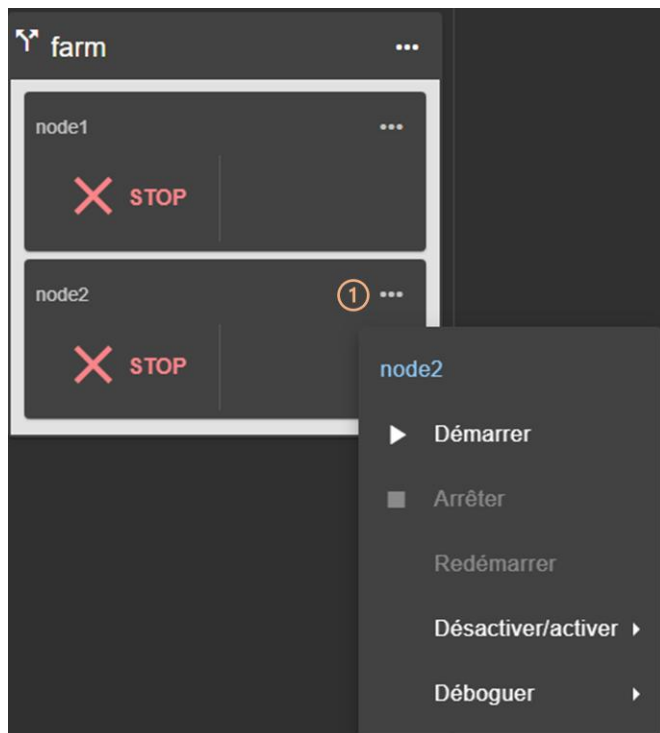 farm
node1
STOP
node2
1
STOP
node2
Démarrer
Arrêter
Redémarrer
Désactiver/activer
Déboguer